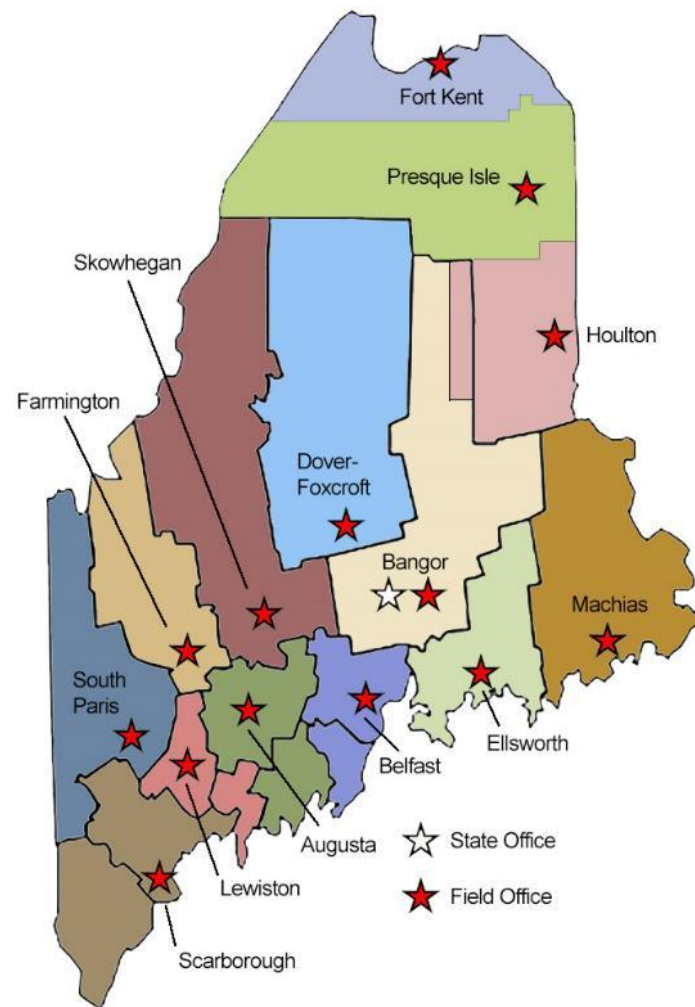 Fort Kent
Presque Isle
Skowhegan
Houlton
Farmington
Dover-
Foxcroft
Bangor
Machias
South
Paris
Ellsworth
Belfast
Augusta
State Office
Lewiston
Field Office
Scarborough